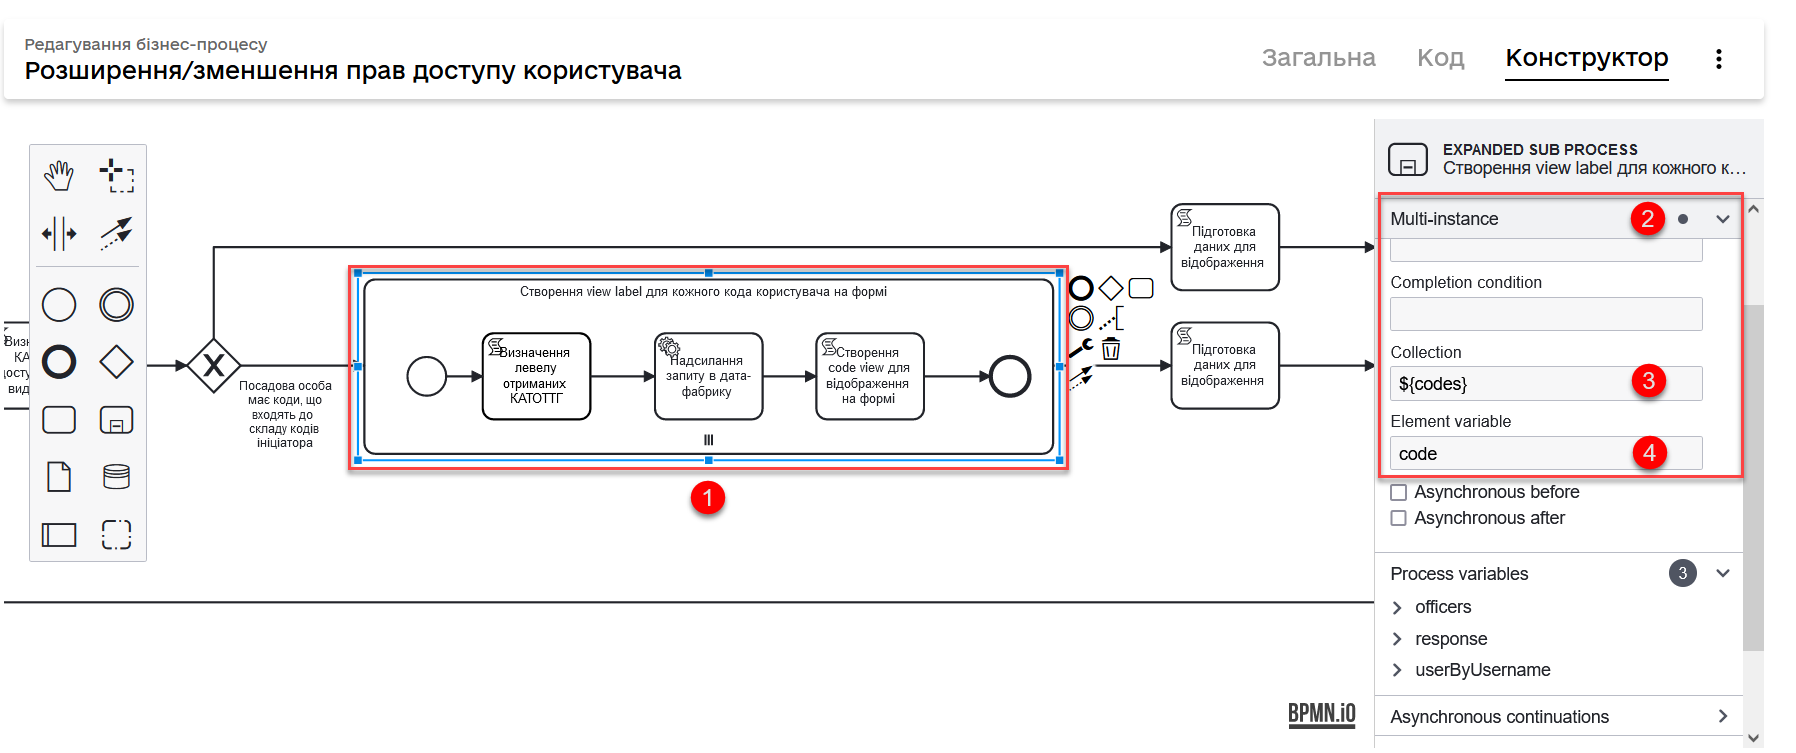 Редагування бізнес-процесу
Розширення/зменшення прав доступу користувача
Загальна
Код
Конструктор
EXPANDED SUB PROCESS
Створення view label для кожного к...
Multi-instance
2
Completion condition
Collection
${codes}
3
Element variable
code
4
Asynchronous before
Asynchronous after
Process variables
3
officers
response
userByUsername
Asynchronous continuations
X
Посадова особа
має коди, що
входять до
складу кодів
ініціатора
Створення view label для кожного кода користувача на формі
Визначення
левелу
отриманих
КАТОТТГ
Надсилання
запиту в дата-
фабрику
Створення
code view для
відображення
на формі
1
Підготовка
даних для
відображення
Підготовка
даних для
відображення
BPMN.iO